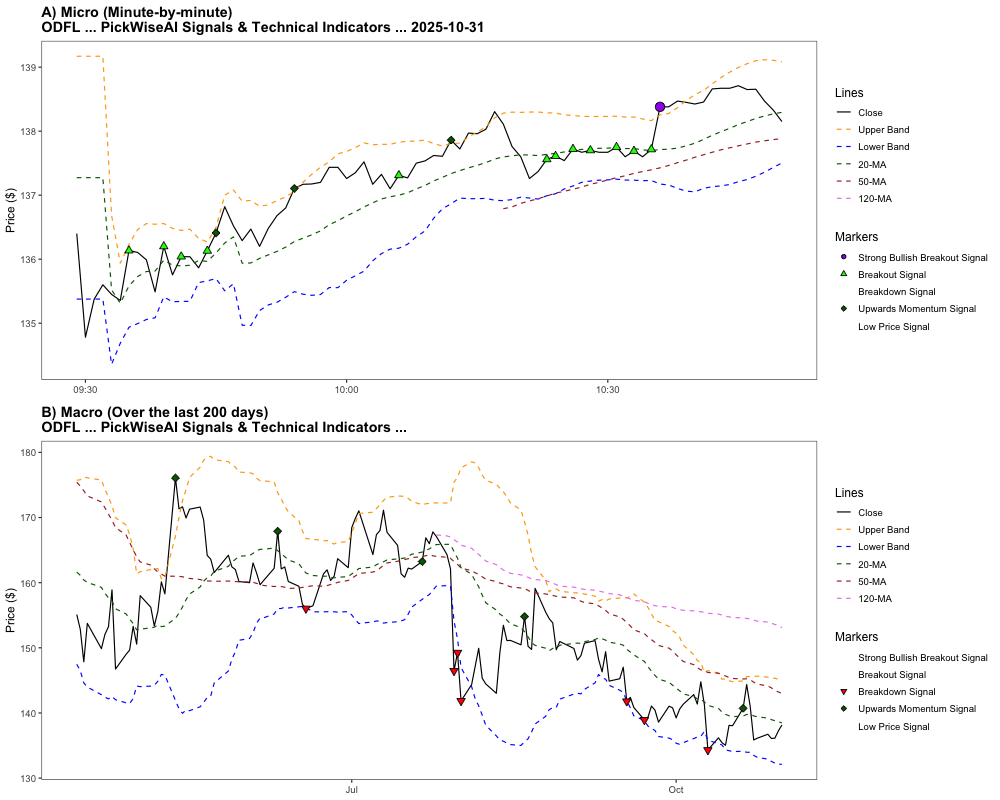 A) Micro (Minute-by-minute)
ODFL ... PickWiseAI Signals & Technical Indicators ... 2025-10-31
139
138
137
136
135
Price ($)
09:30
10:00
10:30
Lines
Close
Upper Band
Lower Band
20-MA
50-MA
120-MA
Markers
Strong Bullish Breakout Signal
Breakout Signal
Breakdown Signal
Upwards Momentum Signal
Low Price Signal
B) Macro (Over the last 200 days)
ODFL ... PickWiseAI Signals & Technical Indicators ...
180
170
160
150
140
130
Price ($)
Jul
Oct
Lines
Close
Upper Band
Lower Band
20-MA
50-MA
120-MA
Markers
Strong Bullish Breakout Signal
Breakout Signal
Breakdown Signal
Upwards Momentum Signal
Low Price Signal